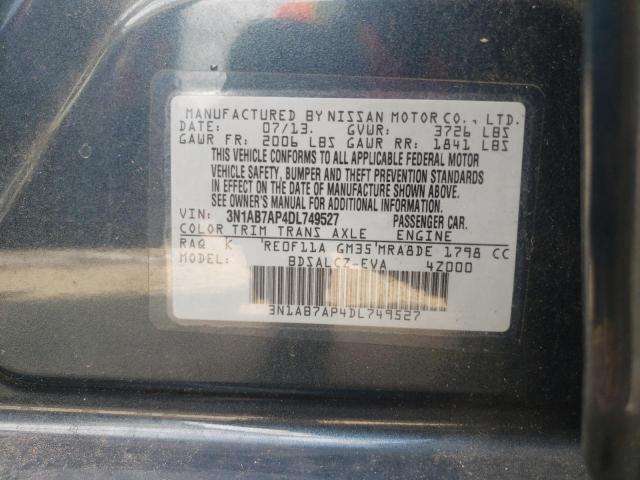 MANUFACTURED BY NISSAN MOTOR CO., LTD.
DATE: 07/13. GVWR: 3726 LBS
GAWR FR: 2006 LBS GAWR RR: 1841 LBS
THIS VEHICLE CONFORMS TO ALL APPLICABLE FEDERAL MOTOR
VEHICLE SAFETY, BUMPER AND THEFT PREVENTION STANDARDS
IN EFFECT ON THE DATE OF MANUFACTURE SHOWN ABOVE.
SEE OWNER'S MANUAL FOR ADDITIONAL INFORMATION.
VIN: 3N1AB7AP4DL749527 PASSENGER CAR.
COLOR TRIM TRANS AXLE ENGINE
RAQ K RE0F11A GM35 MRA8DE 1798 CC
MODEL: BDSALCZ-EVA 4Z000
3N1AB7AP4DL749527